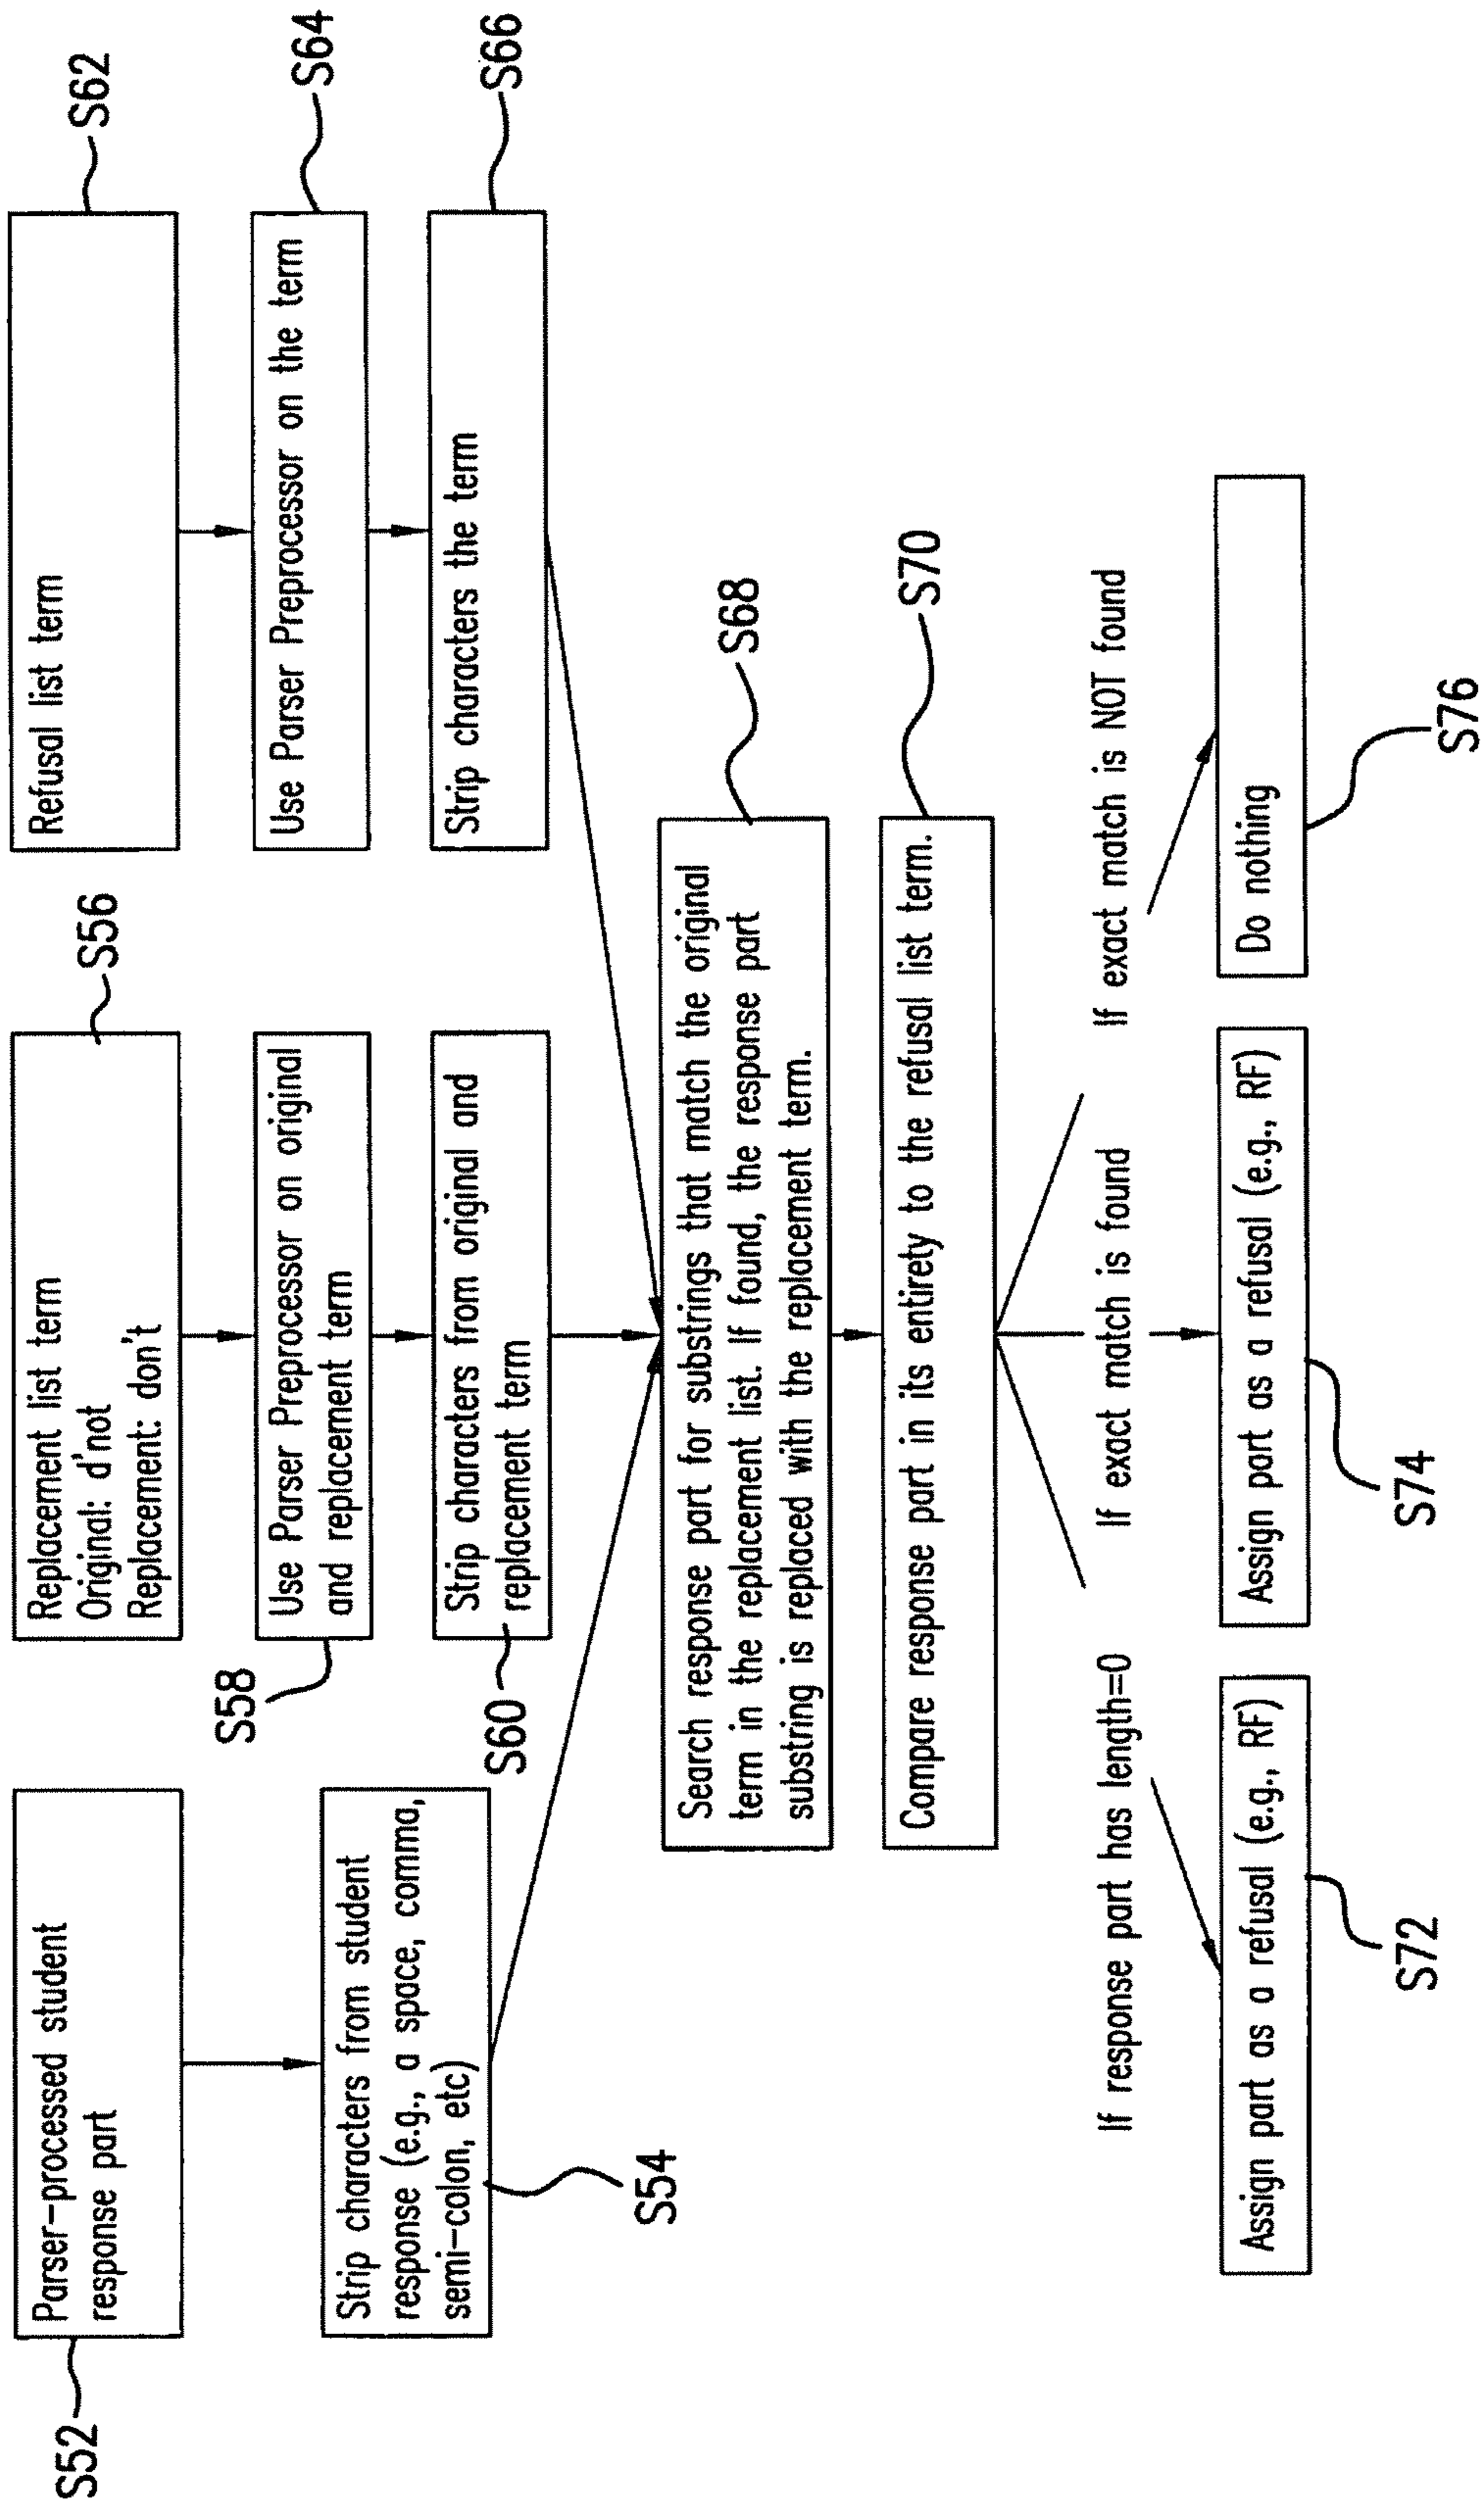 S52
Parser-processed student
response part
Strip characters from student
response (e.g., a space, comma,
semi-colon, etc)
S54
Replacement list term
Original: d'not
Replacement: don't
S56
Use Parser Preprocessor on original
and replacement term
S58
Strip characters from original and
replacement term
S60
Refusal list term
S62
Use Parser Preprocessor on the term
S64
Strip characters the term
S66
Search response part for substrings that match the original
term in the replacement list. If found, the response part
substring is replaced with the replacement term.
S68
Compare response part in its entirety to the refusal list term.
S70
If response part has length=0
If exact match is found
If exact match is NOT found
Assign part as a refusal (e.g., RF)
S72
Assign part as a refusal (e.g., RF)
S74
Do nothing
S76